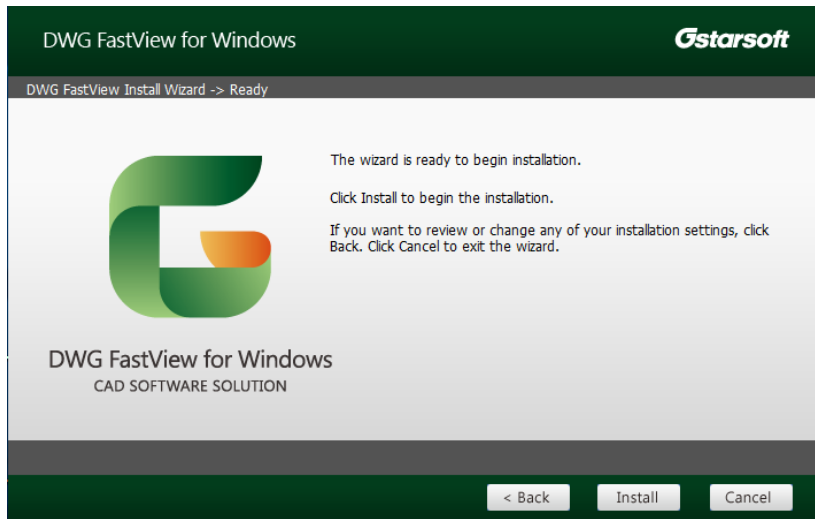 DWG FastView for Windows
Gstarsoft
DWG FastView Install Wizard -> Ready
The wizard is ready to begin installation.
Click Install to begin the installation.
If you want to review or change any of your installation settings, click
Back. Click Cancel to exit the wizard.
DWG FastView for Windows
CAD SOFTWARE SOLUTION
< Back
Install
Cancel